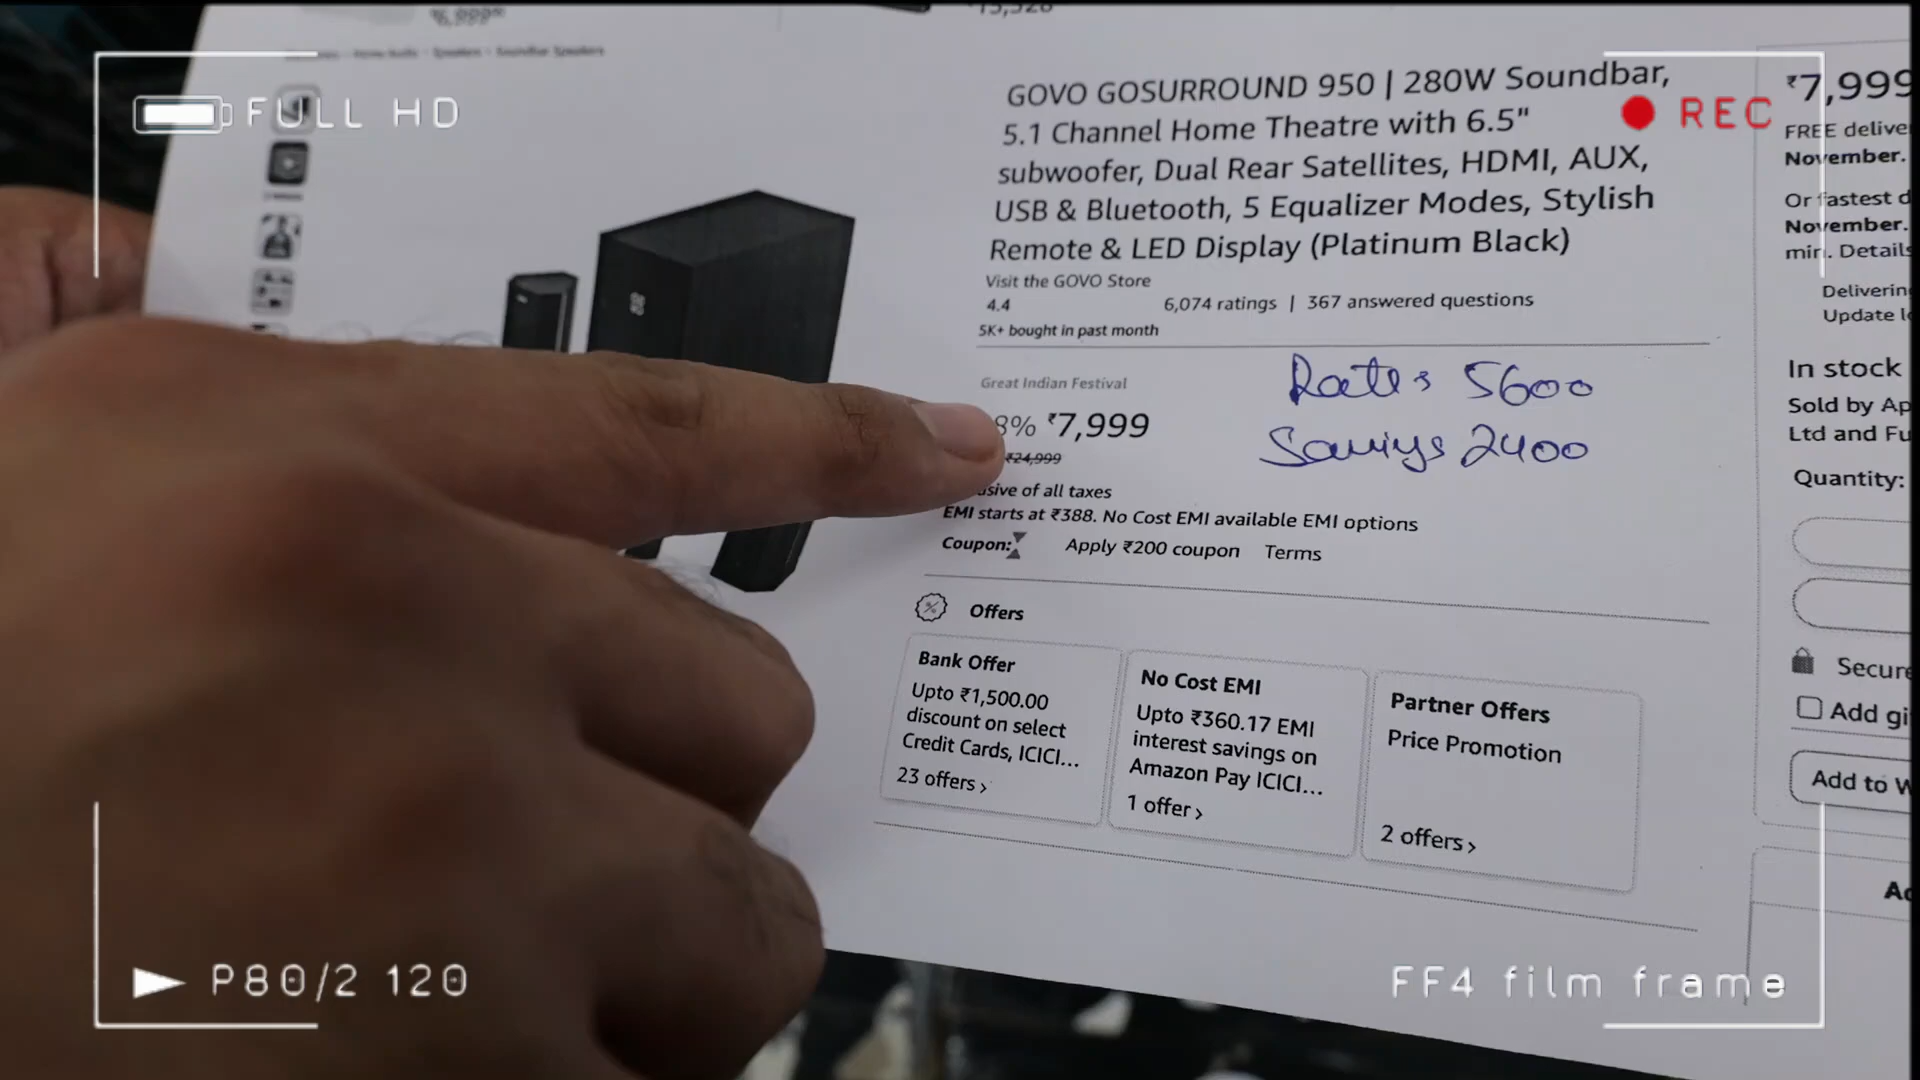 FULL HD
REC
GOVO GOSURROUND 950 | 280W Soundbar,
5.1 Channel Home Theatre with 6.5"
subwoofer, Dual Rear Satellites, HDMI, AUX,
USB & Bluetooth, 5 Equalizer Modes, Stylish
Remote & LED Display (Platinum Black)
Visit the GOVO Store
4.4 6,074 ratings | 367 answered questions
5K+ bought in past month
Great Indian Festival
8% ₹7,999
₹24,999
usive of all taxes
EMI starts at ₹388. No Cost EMI available EMI options
Coupon: Apply ₹200 coupon Terms
Rate 5600
Savings 2400
Offers
Bank Offer
Upto ₹1,500.00
discount on select
Credit Cards, ICICI...
23 offers >
No Cost EMI
Upto ₹360.17 EMI
interest savings on
Amazon Pay ICICI...
1 offer >
Partner Offers
Price Promotion
2 offers >
₹7,999
FREE delive
November.
Or fastest d
November.
min. Details
Deliverin
Update lo
In stock
Sold by Ap
Ltd and Fu
Quantity:
Secure
Add gi
Add to W
Ac
P80/2 120
FF4 film frame